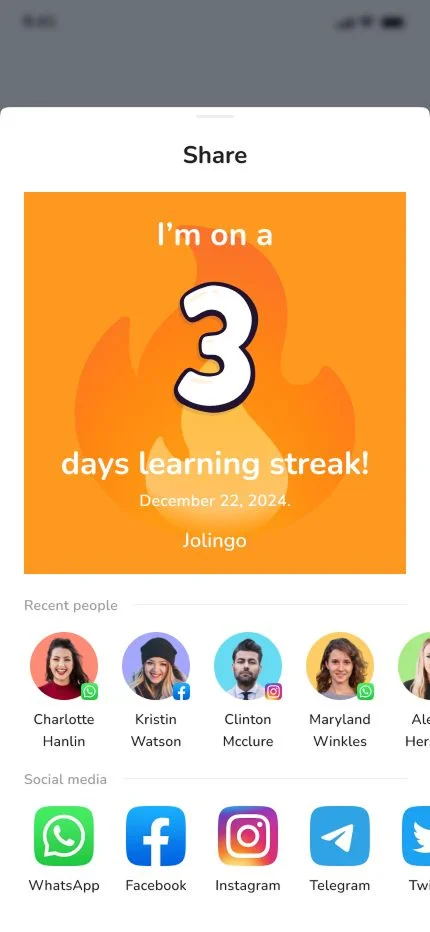 Share
I’m on a
3
days learning streak!
December 22, 2024.
Jolingo
Recent people
Charlotte
Hanlin
Kristin
Watson
Clinton
Mcclure
Maryland
Winkles
Social media
WhatsApp
Facebook
Instagram
Telegram